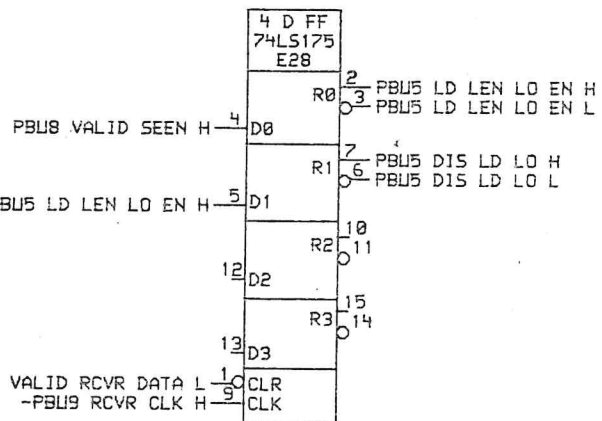 4 D FF
74LS175
E28
2
R0
PBU5 LD LEN LO EN H
3
PBU5 LD LEN LO EN L
PBU8 VALID SEEN H
4
D0
7
R1
PBU5 DIS LD LO H
6
PBU5 DIS LD LO L
BU5 LD LEN LO EN H
5
D1
10
R2
11
12
D2
15
R3
14
13
D3
VALID RCVR DATA L
1
CLR
-PBU9 RCVR CLK H
9
CLK